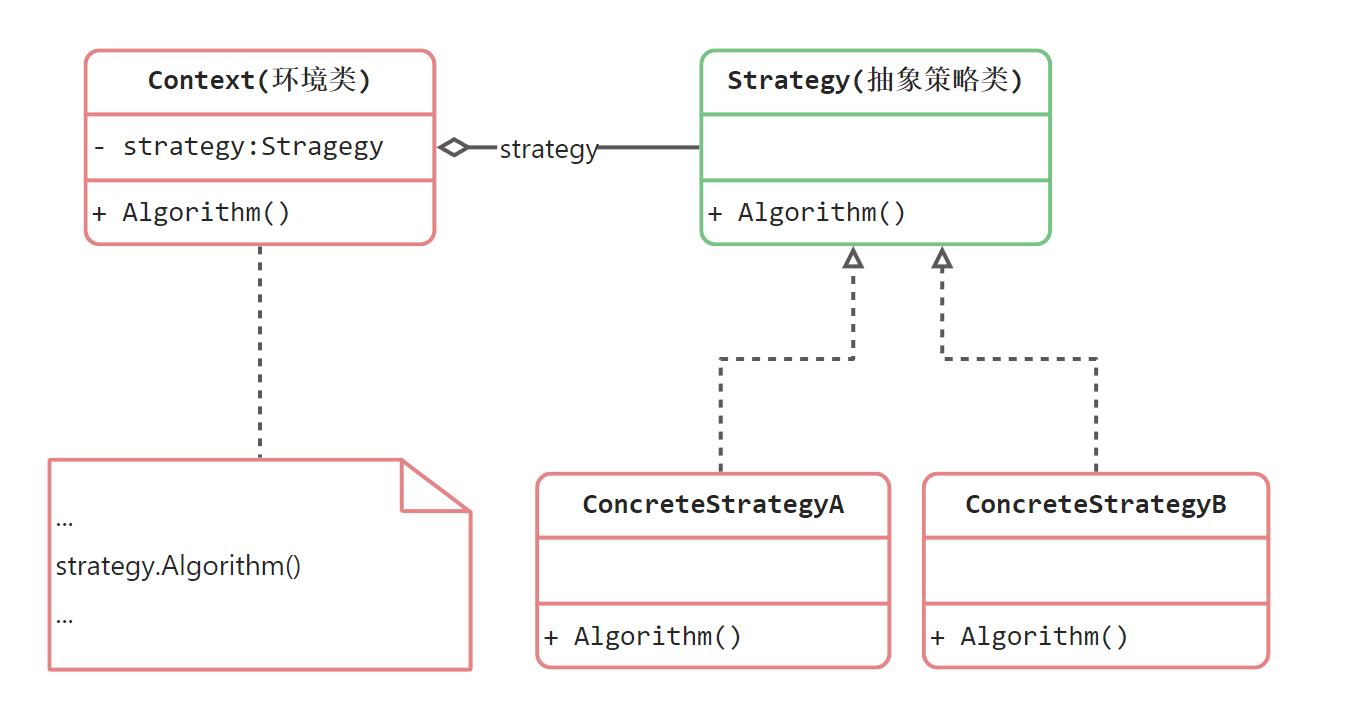 Context(环境类)
- strategy:Stragegy
+ Algorithm()
strategy
Strategy(抽象策略类)
+ Algorithm()
...
strategy.Algorithm()
...
ConcreteStrategyA
+ Algorithm()
ConcreteStrategyB
+ Algorithm()